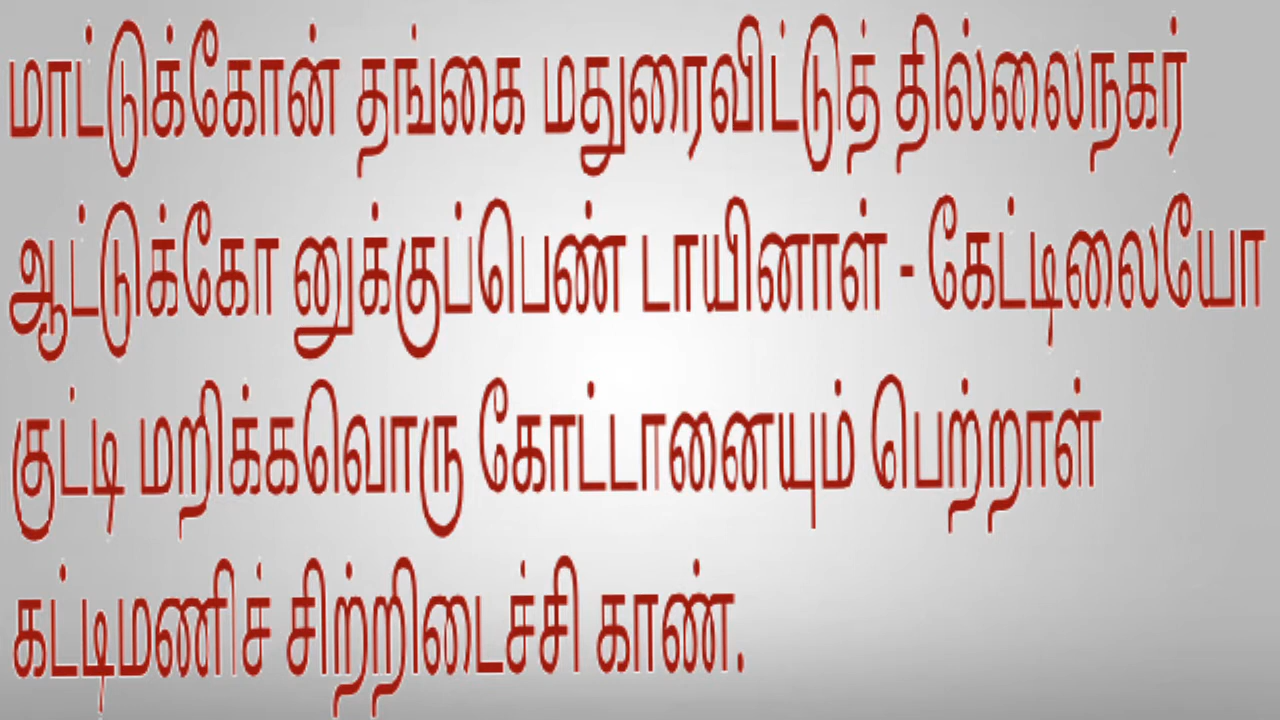 மாட்டுக்கோன் தங்கை மதுரைவிட்டுத் தில்லைநகர்
ஆட்டுக்கோ னுக்குப்பெண் டாயினாள் - கேட்டிலையோ
குட்டி மறிக்கவொரு கோட்டானையும் பெற்றாள்
கட்டிமணிச் சிற்றிடைச்சி காண்.